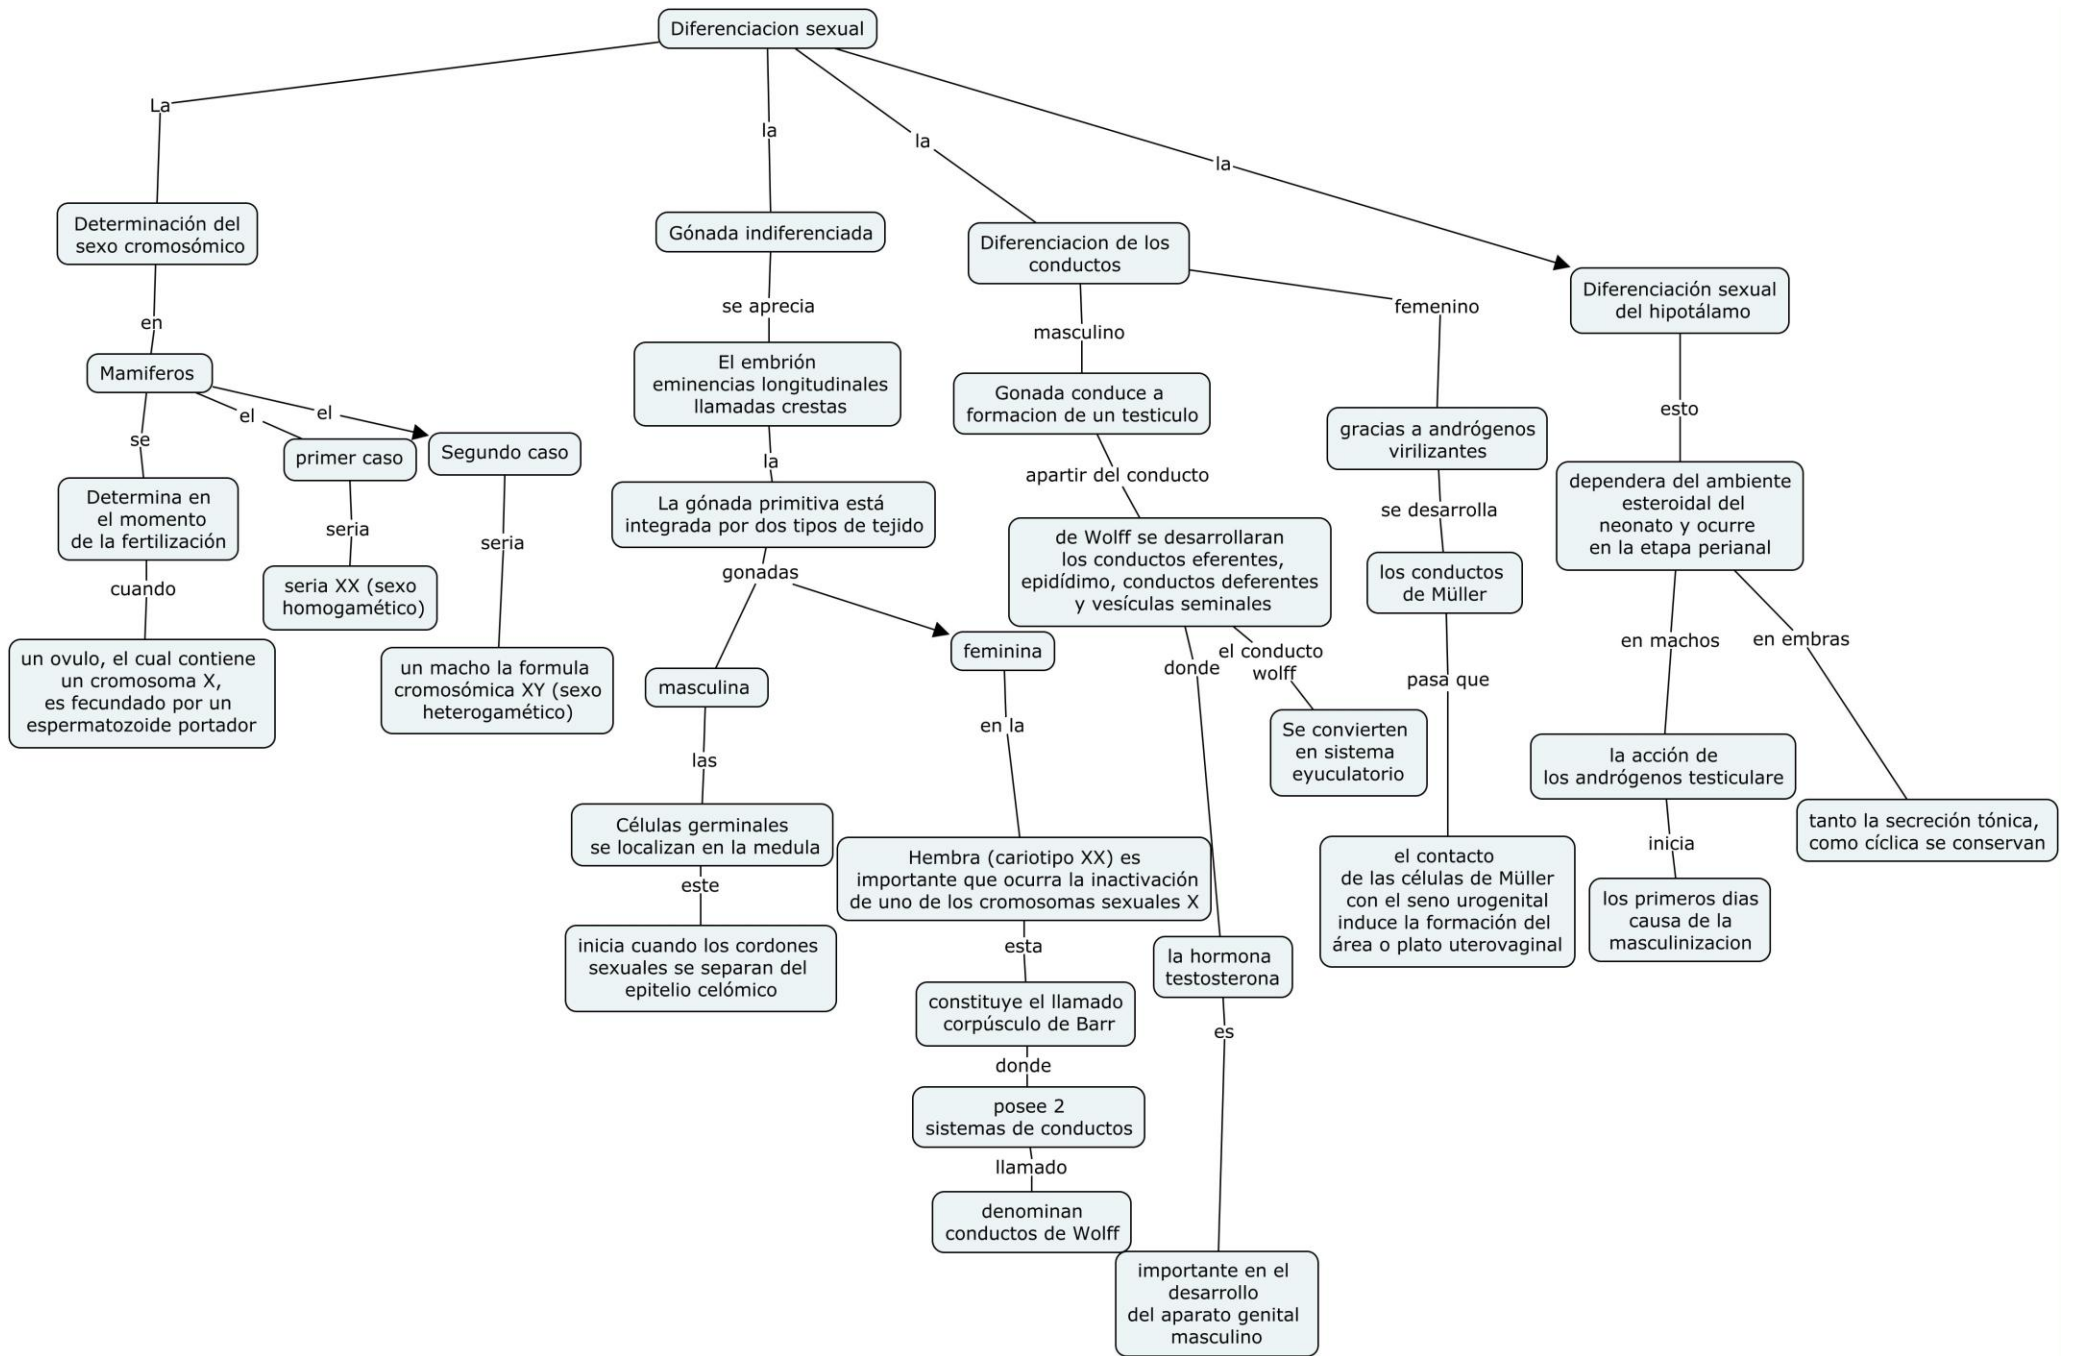 Diferenciacion sexual
La
la
la
la
Determinación del
sexo cromosómico
en
Mamiferos
se
el
el
primer caso
Segundo caso
Determina en
el momento
de la fertilización
seria
seria
cuando
seria XX (sexo
homogamético)
un ovulo, el cual contiene
un cromosoma X,
es fecundado por un
espermatozoide portador
un macho la formula
cromosómica XY (sexo
heterogamético)
Gónada indiferenciada
se aprecia
El embrión
eminencias longitudinales
llamadas crestas
la
La gónada primitiva está
integrada por dos tipos de tejido
gonadas
masculina
feminina
las
Células germinales
se localizan en la medula
este
inicia cuando los cordones
sexuales se separan del
epitelio celómico
en la
Hembra (cariotipo XX) es
importante que ocurra la inactivación
de uno de los cromosomas sexuales X
esta
constituye el llamado
corpúsculo de Barr
donde
posee 2
sistemas de conductos
llamado
denominan
conductos de Wolff
Diferenciacion de los
conductos
masculino
femenino
Gonada conduce a
formacion de un testiculo
apartir del conducto
de Wolff se desarrollaran
los conductos eferentes,
epidídimo, conductos deferentes
y vesículas seminales
donde
el conducto
wolff
Se convierten
en sistema
eyuculatorio
la hormona
testosterona
es
importante en el
desarrollo
del aparato genital
masculino
gracias a andrógenos
virilizantes
se desarrolla
los conductos
de Müller
pasa que
el contacto
de las células de Müller
con el seno urogenital
induce la formación del
área o plato uterovaginal
Diferenciación sexual
del hipotálamo
esto
dependera del ambiente
esteroidal del
neonato y ocurre
en la etapa perianal
en machos
en embras
la acción de
los andrógenos testiculare
inicia
los primeros dias
causa de la
masculinizacion
tanto la secreción tónica,
como cíclica se conservan